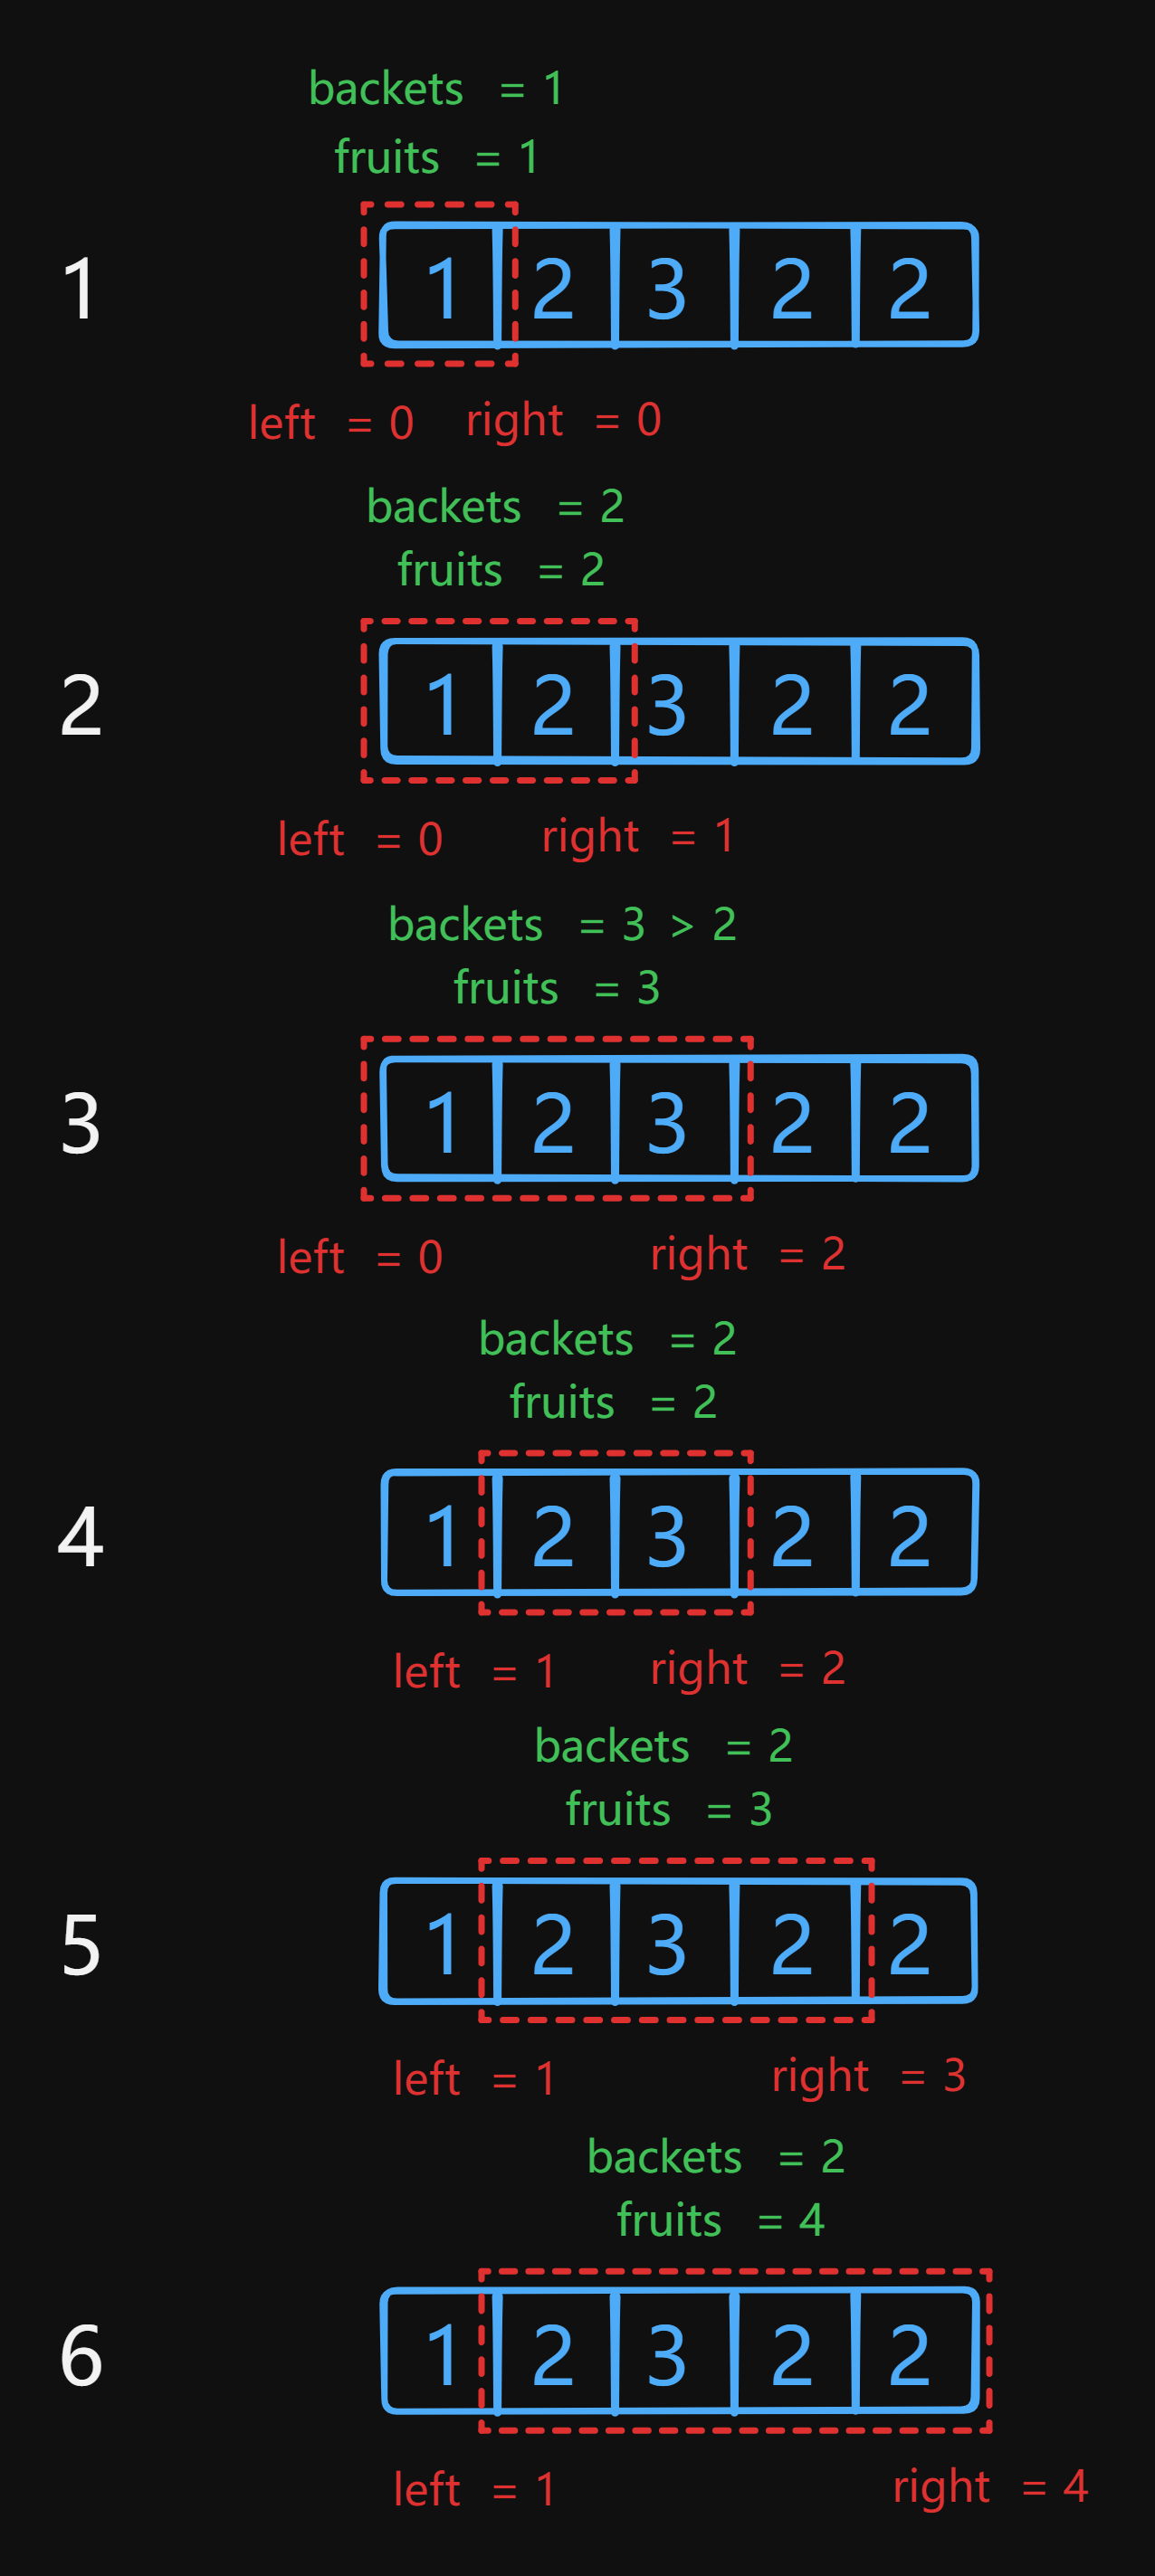 backets = 1
fruits = 1
1
1 2 3 2 2
left = 0 right = 0
backets = 2
fruits = 2
2
1 2 3 2 2
left = 0 right = 1
backets = 3 > 2
fruits = 3
3
1 2 3 2 2
left = 0 right = 2
backets = 2
fruits = 2
4
1 2 3 2 2
left = 1 right = 2
backets = 2
fruits = 3
5
1 2 3 2 2
left = 1 right = 3
backets = 2
fruits = 4
6
1 2 3 2 2
left = 1 right = 4